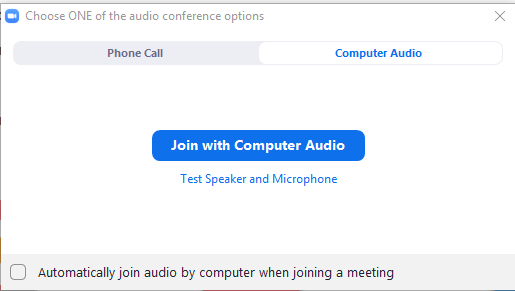 Choose ONE of the audio conference options
Phone Call
Computer Audio
Join with Computer Audio
Test Speaker and Microphone
Automatically join audio by computer when joining a meeting